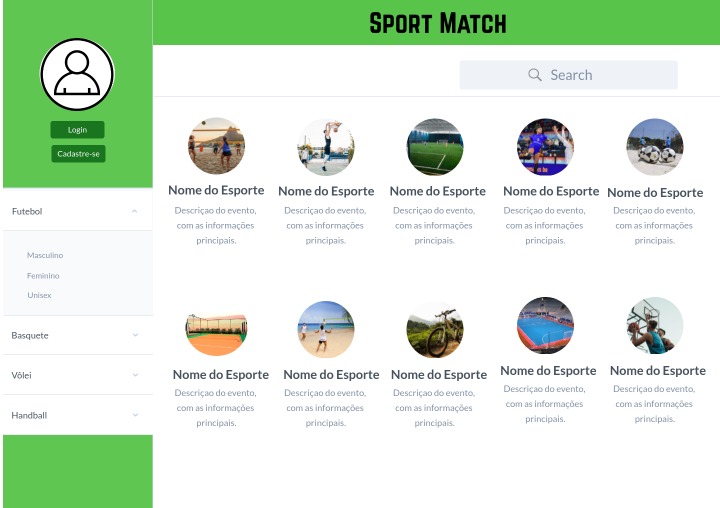 Sport Match
Search
Login
Cadastre-se
Futebol
Masculino
Feminino
Unisex
Basquete
Vôlei
Handball
Nome do Esporte
Descriçao do evento,
com as informações
principais.
Nome do Esporte
Descriçao do evento,
com as informações
principais.
Nome do Esporte
Descriçao do evento,
com as informações
principais.
Nome do Esporte
Descriçao do evento,
com as informações
principais.
Nome do Esporte
Descriçao do evento,
com as informações
principais.
Nome do Esporte
Descriçao do evento,
com as informações
principais.
Nome do Esporte
Descriçao do evento,
com as informações
principais.
Nome do Esporte
Descriçao do evento,
com as informações
principais.
Nome do Esporte
Descriçao do evento,
com as informações
principais.
Nome do Esporte
Descriçao do evento,
com as informações
principais.